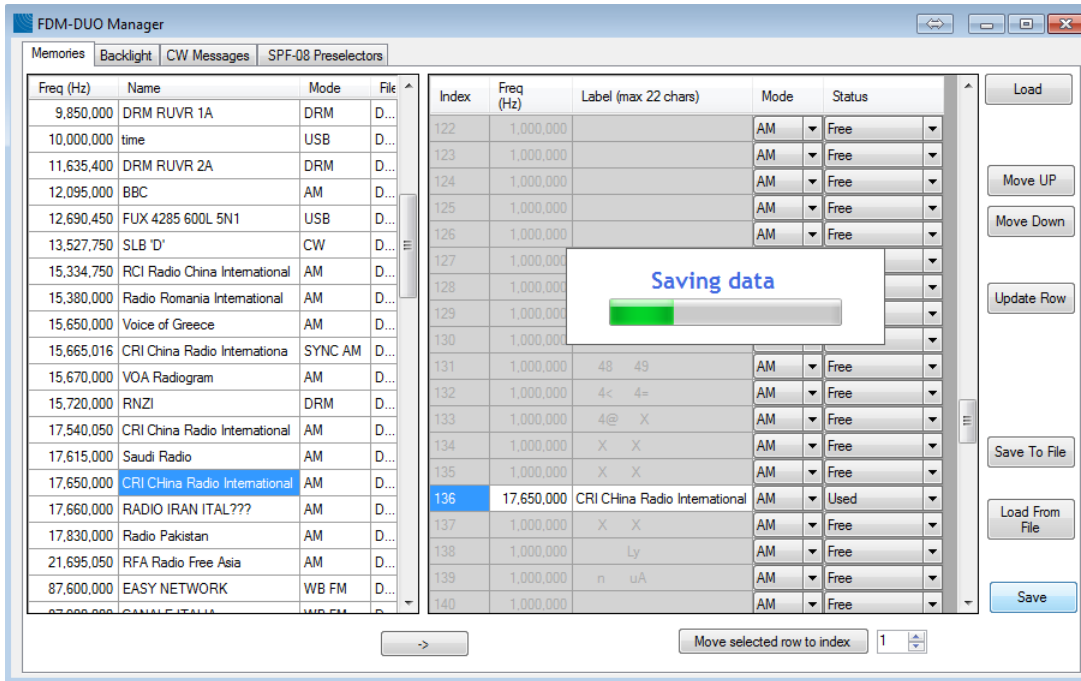 FDM-DUO Manager
Memories Backlight CW Messages SPF-08 Preselectors
Freq (Hz) Name Mode File
9,850,000 DRM RUVR 1A DRM D...
10,000,000 time USB D...
11,635,400 DRM RUVR 2A DRM D...
12,095,000 BBC AM D...
12,690,450 FUX 4285 600L 5N1 USB D...
13,527,750 SLB 'D' CW D...
15,334,750 RCI Radio China International AM D...
15,380,000 Radio Romania International AM D...
15,650,000 Voice of Greece AM D...
15,665,016 CRI China Radio Internationa SYNC AM D...
15,670,000 VOA Radiogram AM D...
15,720,000 RNZI DRM D...
17,540,050 CRI China Radio International AM D...
17,615,000 Saudi Radio AM D...
17,650,000 CRI CHina Radio International AM D...
17,660,000 RADIO IRAN ITAL??? AM D...
17,830,000 Radio Pakistan AM D...
21,695,050 RFA Radio Free Asia AM D...
87,600,000 EASY NETWORK WB FM D...
Index Freq (Hz) Label (max 22 chars) Mode Status
122 1,000,000 AM Free
123 1,000,000 AM Free
124 1,000,000 AM Free
125 1,000,000 AM Free
126 1,000,000 AM Free
127 1,000,000
128 1,000,000
129 1,000,000
130 1,000,000
131 1,000,000 48 49 AM Free
132 1,000,000 4< 4= AM Free
133 1,000,000 4@ X AM Free
134 1,000,000 X X AM Free
135 1,000,000 X X AM Free
136 17,650,000 CRI CHina Radio International AM Used
137 1,000,000 X X AM Free
138 1,000,000 Ly AM Free
139 1,000,000 n uA AM Free
140 1,000,000 AM Free
Saving data
Load
Move UP
Move Down
Update Row
Save To File
Load From
File
Save
->
Move selected row to index 1